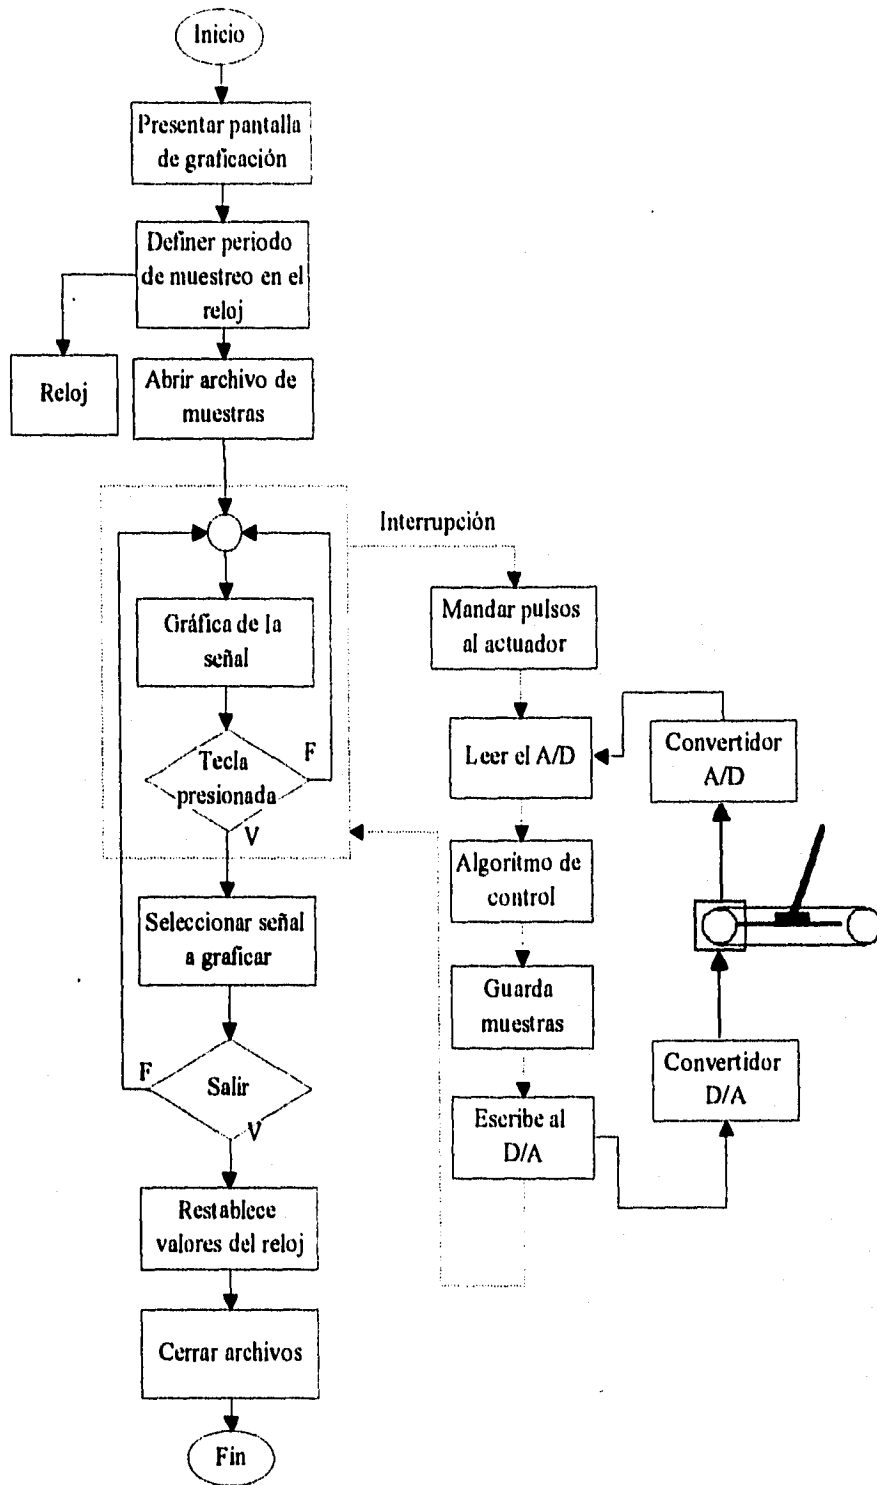 Inicio
Presentar pantalla
de graficación
Definer periodo
de muestreo en el
reloj
Reloj
Abrir archivo de
muestras
Interrupción
Gráfica de la
señal
Mandar pulsos
al actuador
Tecla
presionada
F
V
Leer el A/D
Convertidor
A/D
Algoritmo de
control
Seleccionar señal
a graficar
Guarda
muestras
F
Salir
V
Convertidor
D/A
Escribe al
D/A
Restablece
valores del reloj
Cerrar archivos
Fin